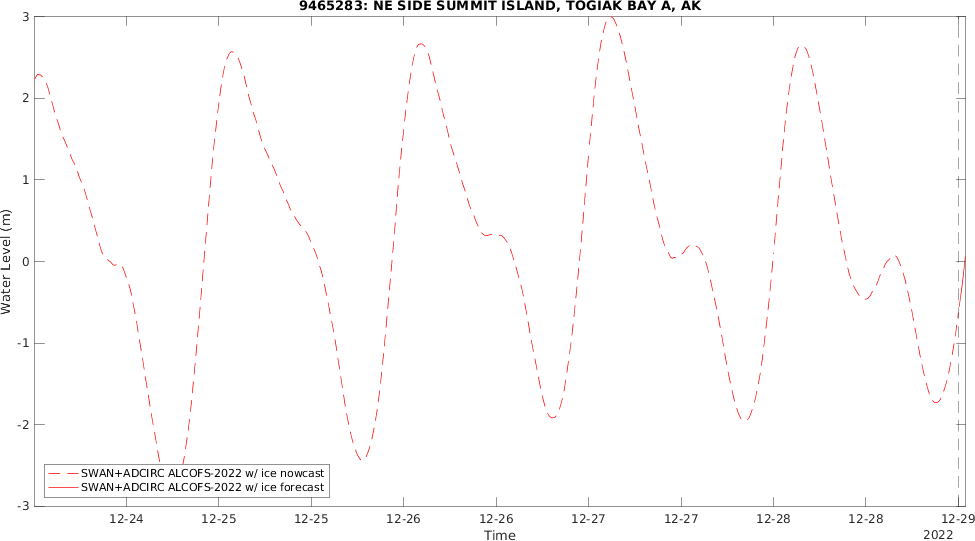 9465283: NE SIDE SUMMIT ISLAND, TOGIAK BAY A, AK
3
2
1
0
-1
-2
-3
Water Level (m)
SWAN+ADCIRC ALCOFS-2022 w/ ice nowcast
SWAN+ADCIRC ALCOFS-2022 w/ ice forecast
12-24 12-25 12-25 12-26 12-26 12-27 12-27 12-28 12-28 12-29
Time
2022